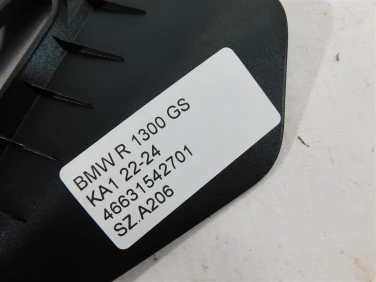 BMW R 1300 GS
KA1 22-24
46631542701
SZ.A206